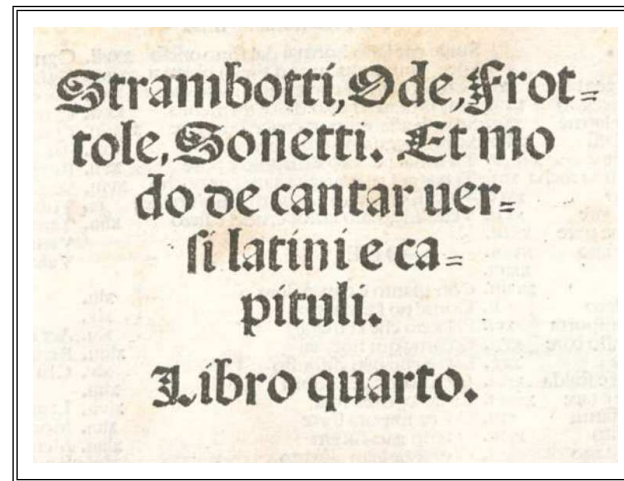 Strambotti, Ode, Frot=
tole, Sonetti. Et mo
do de cantar uer=
si latini e ca=
pituli.
Libro quarto.